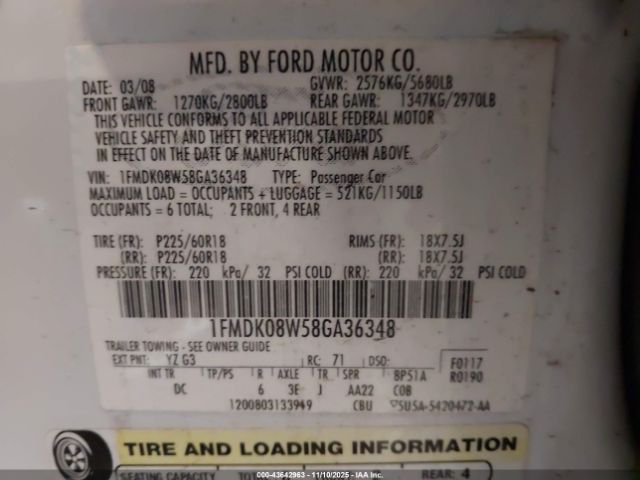 MFD. BY FORD MOTOR CO.
DATE: 03/08 GVWR: 2576KG/5680LB
FRONT GAWR: 1270KG/2800LB REAR GAWR: 1347KG/2970LB
THIS VEHICLE CONFORMS TO ALL APPLICABLE FEDERAL MOTOR
VEHICLE SAFETY AND THEFT PREVENTION STANDARDS
IN EFFECT ON THE DATE OF MANUFACTURE SHOWN ABOVE.
VIN: 1FMDK08W58GA36348 TYPE: Passenger Car
MAXIMUM LOAD = OCCUPANTS + LUGGAGE = 521KG/1150LB
OCCUPANTS = 6 TOTAL; 2 FRONT, 4 REAR
TIRE (FR): P225/60R18 RIMS (FR): 18X7.5J
(RR): P225/60R18 (RR): 18X7.5J
PRESSURE (FR): 220 kPa/ 32 PSI COLD (RR): 220 kPa/ 32 PSI COLD
1FMDK08W58GA36348
TRAILER TOWING - SEE OWNER GUIDE
EXT PNT: YZ G3 RC: 71 DSO: F0117
INT TR TP/PS R AXLE TR SPR BP51A R0190
DC 6 3E J AA22 COB
1200803133949 CBU 5U5A-5420472-AA
TIRE AND LOADING INFORMATION
SEATING CAPACITY REAR: 4
000-43642963 - 11/10/2025 - IAA Inc.